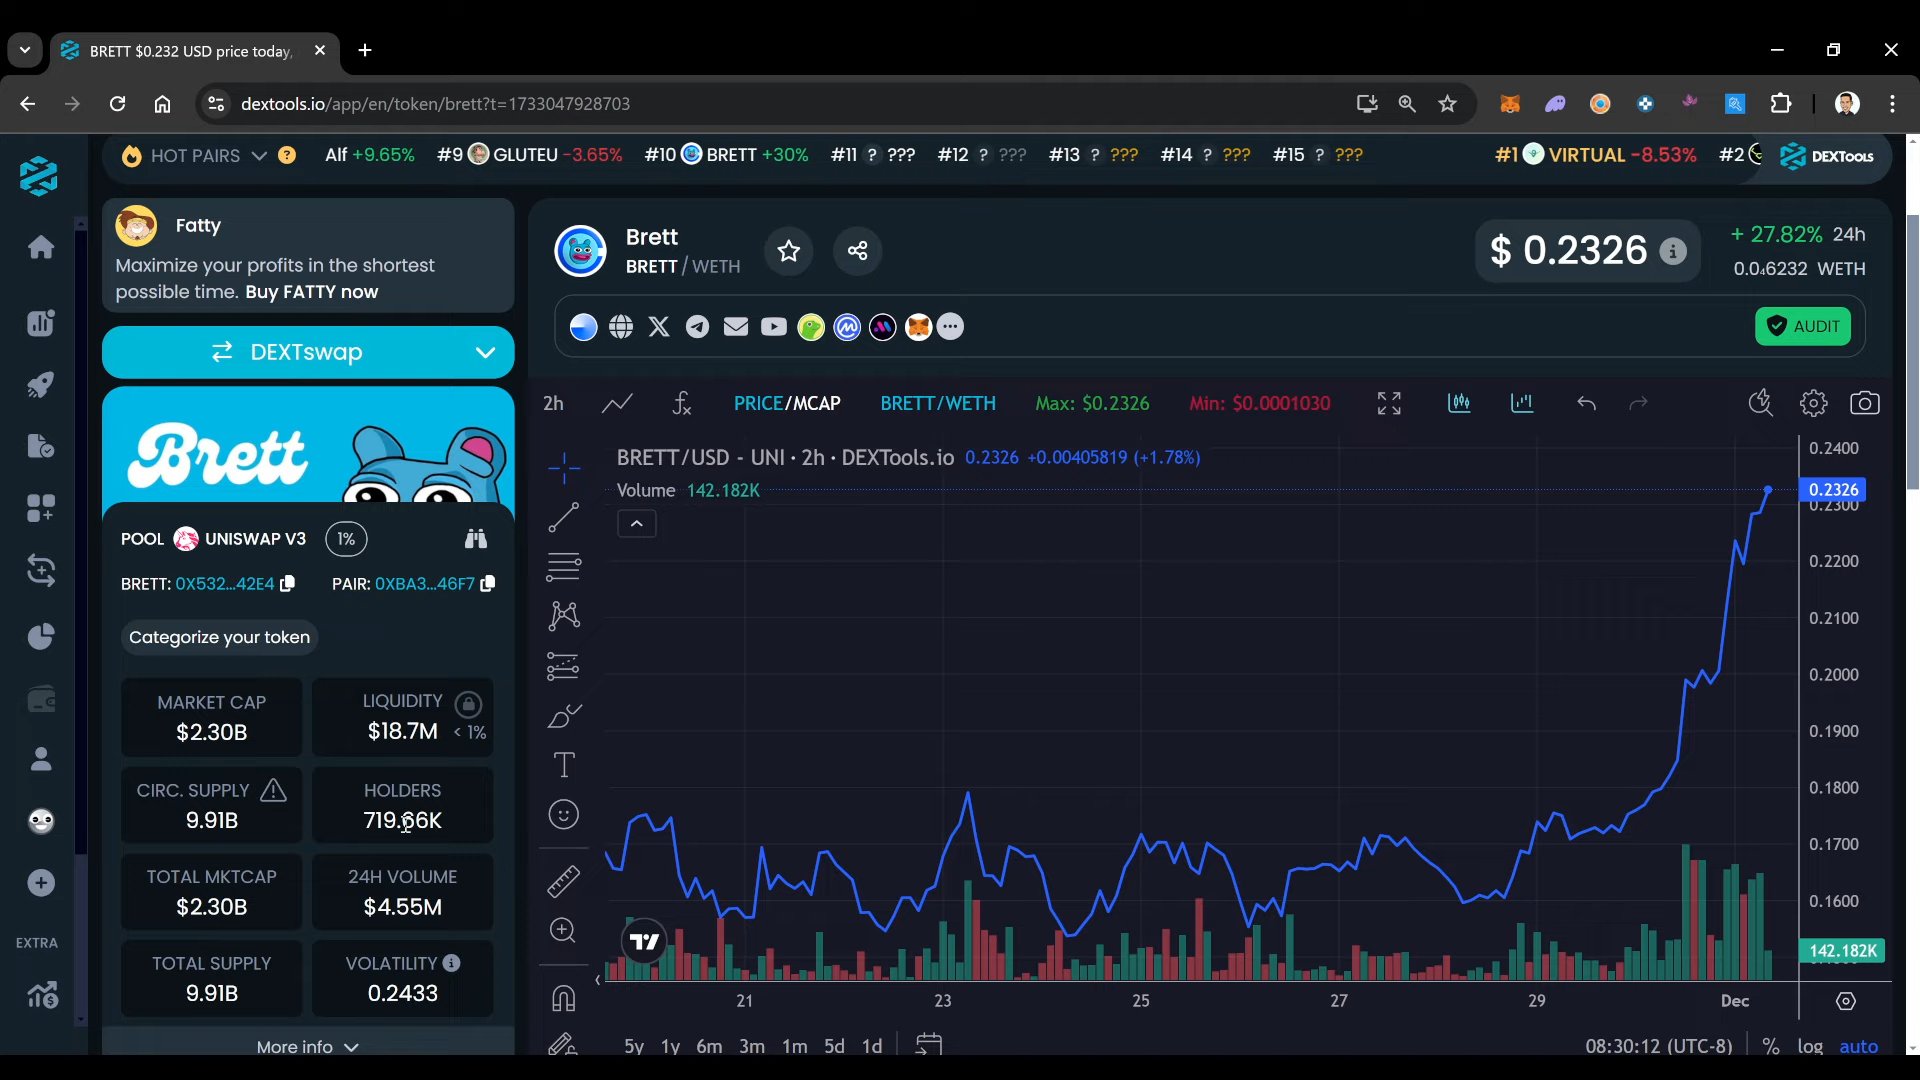 BRETT $0.232 USD price today,
dextools.io/app/en/token/brett?t=1733047928703
HOT PAIRS ? Alf +9.65% #9 GLUTEU -3.65% #10 BRETT +30% #11 ? ??? #12 ? ??? #13 ? ??? #14 ? ??? #15 ? ??? #1 VIRTUAL -8.53% #2 DEXTools
Fatty
Maximize your profits in the shortest
possible time. Buy FATTY now
DEXTswap
Brett
POOL UNISWAP V3 1%
BRETT: 0X532...42E4 PAIR: 0XBA3...46F7
Categorize your token
MARKET CAP
$2.30B
LIQUIDITY
$18.7M < 1%
CIRC. SUPPLY
9.91B
HOLDERS
719.66K
TOTAL MKTCAP
$2.30B
24H VOLUME
$4.55M
TOTAL SUPPLY
9.91B
VOLATILITY
0.2433
More info
EXTRA
Brett
BRETT / WETH
$ 0.2326
+ 27.82% 24h
0.0₄6232 WETH
AUDIT
2h PRICE/MCAP BRETT/WETH Max: $0.2326 Min: $0.0001030
BRETT/USD - UNI · 2h · DEXTools.io 0.2326 +0.00405819 (+1.78%)
Volume 142.182K
0.2400
0.2326
0.2300
0.2200
0.2100
0.2000
0.1900
0.1800
0.1700
0.1600
142.182K
21 23 25 27 29 Dec
5y 1y 6m 3m 1m 5d 1d 08:30:12 (UTC-8) % log auto